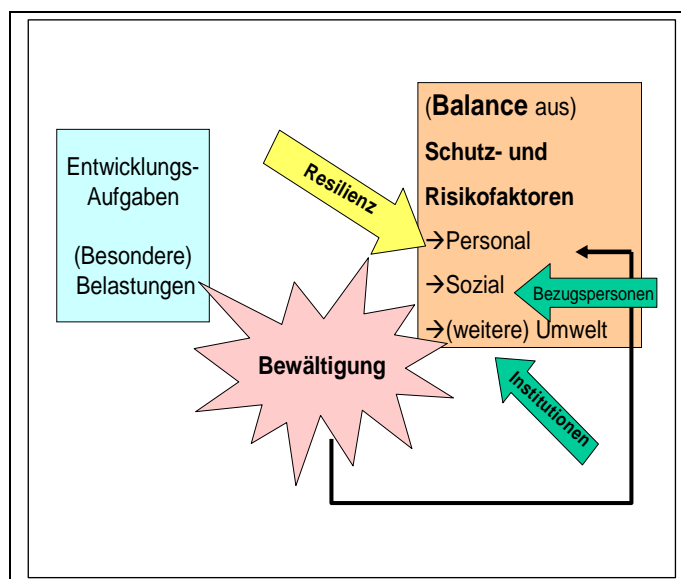 Entwicklungs-
Aufgaben
(Besondere)
Belastungen
Resilienz
(Balance aus)
Schutz- und
Risikofaktoren
→Personal
→Sozial
→(weitere) Umwelt
Bezugspersonen
Bewältigung
Institutionen